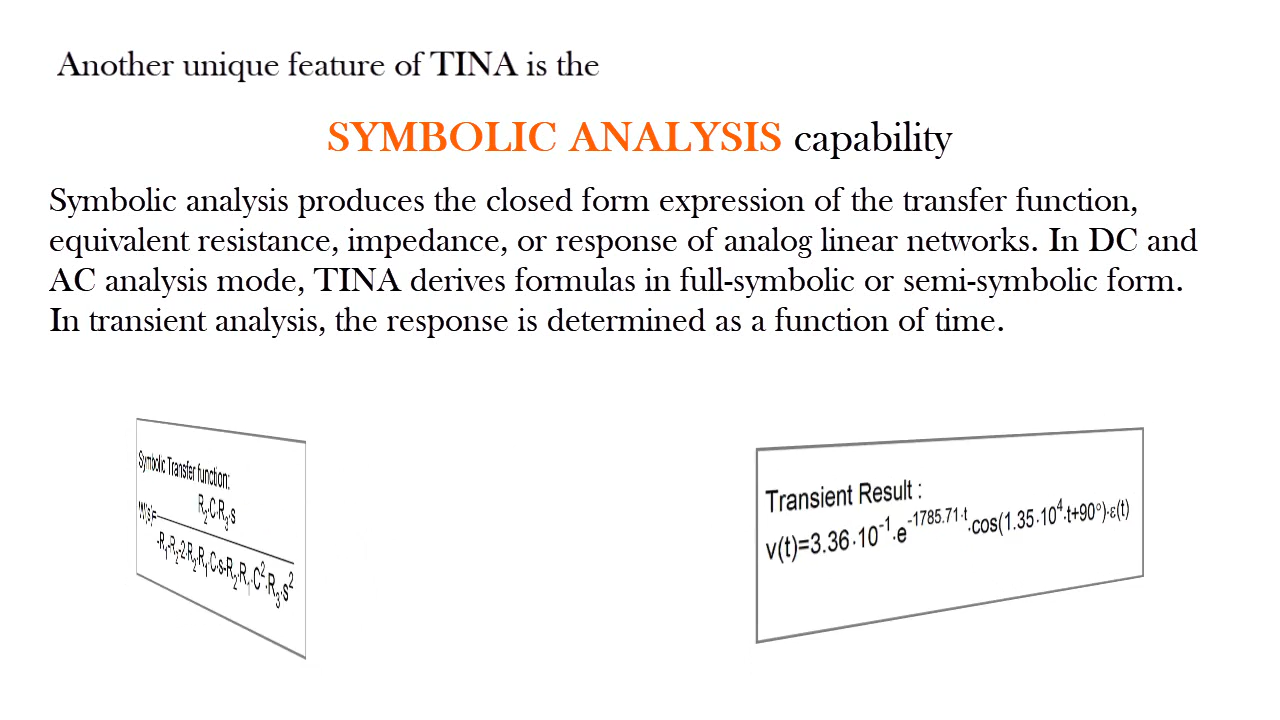 Another unique feature of TINA is the
SYMBOLIC ANALYSIS capability
Symbolic analysis produces the closed form expression of the transfer function,
equivalent resistance, impedance, or response of analog linear networks. In DC and
AC analysis mode, TINA derives formulas in full-symbolic or semi-symbolic form.
In transient analysis, the response is determined as a function of time.
Symbolic Transfer function:
R₂·C·R₃·s
W(s)=
-R₁-R₂-2·R₂·R₁·C·s-R₂·R₁·C²·R₃·s²
Transient Result :
v(t)=3.36·10⁻¹·e^-1785.71·t·cos(1.35·10⁴·t+90°)·ε(t)